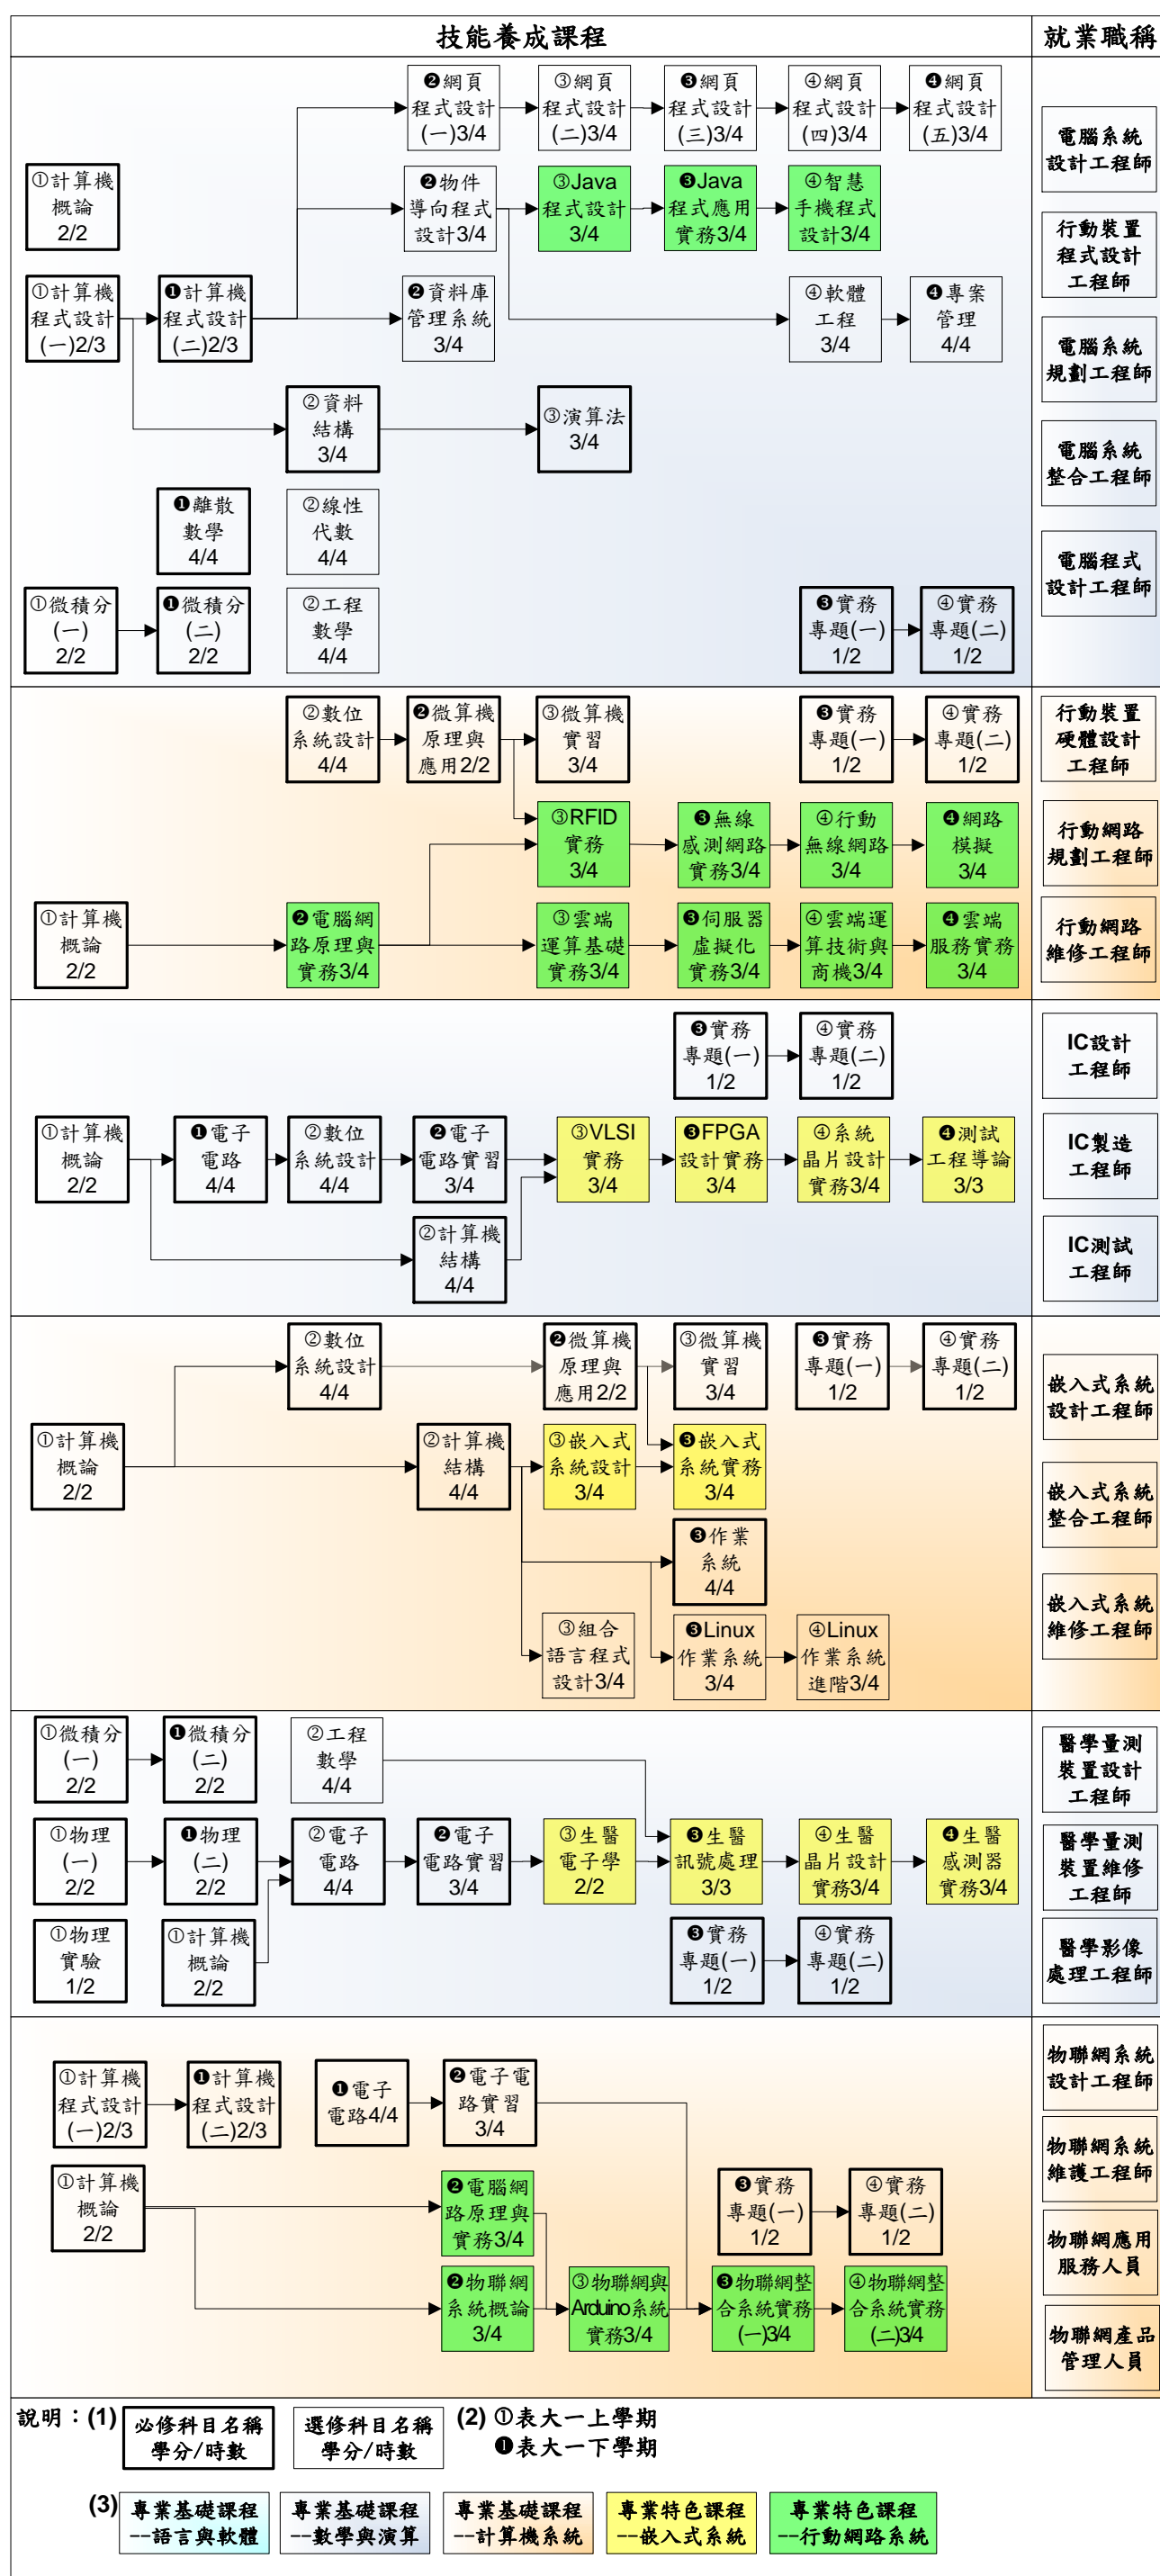 技能養成課程
就業職稱
❷網頁
程式設計
(一)3/4
③網頁
程式設計
(二)3/4
❸網頁
程式設計
(三)3/4
④網頁
程式設計
(四)3/4
❹網頁
程式設計
(五)3/4
①計算機
概論
2/2
❷物件
導向程式
設計3/4
③Java
程式設計
3/4
❸Java
程式應用
實務3/4
④智慧
手機程式
設計3/4
①計算機
程式設計
(一)2/3
❶計算機
程式設計
(二)2/3
❷資料庫
管理系統
3/4
④軟體
工程
3/4
❹專案
管理
4/4
②資料
結構
3/4
③演算法
3/4
❶離散
數學
4/4
②線性
代數
4/4
①微積分
(一)
2/2
❶微積分
(二)
2/2
②工程
數學
4/4
❸實務
專題(一)
1/2
④實務
專題(二)
1/2
電腦系統
設計工程師
行動裝置
程式設計
工程師
電腦系統
規劃工程師
電腦系統
整合工程師
電腦程式
設計工程師
②數位
系統設計
4/4
❷微算機
原理與
應用2/2
③微算機
實習
3/4
❸實務
專題(一)
1/2
④實務
專題(二)
1/2
③RFID
實務
3/4
❸無線
感測網路
實務3/4
④行動
無線網路
3/4
❹網路
模擬
3/4
①計算機
概論
2/2
❷電腦網
路原理與
實務3/4
③雲端
運算基礎
實務3/4
❸伺服器
虛擬化
實務3/4
④雲端運
算技術與
商機3/4
❹雲端
服務實務
3/4
行動裝置
硬體設計
工程師
行動網路
規劃工程師
行動網路
維修工程師
❸實務
專題(一)
1/2
④實務
專題(二)
1/2
①計算機
概論
2/2
❶電子
電路
4/4
②數位
系統設計
4/4
❷電子
電路實習
3/4
③VLSI
實務
3/4
❸FPGA
設計實務
3/4
④系統
晶片設計
實務3/4
❹測試
工程導論
3/3
②計算機
結構
4/4
IC設計
工程師
IC製造
工程師
IC測試
工程師
②數位
系統設計
4/4
❷微算機
原理與
應用2/2
③微算機
實習
3/4
❸實務
專題(一)
1/2
④實務
專題(二)
1/2
①計算機
概論
2/2
②計算機
結構
4/4
③嵌入式
系統設計
3/4
❸嵌入式
系統實務
3/4
❸作業
系統
4/4
③組合
語言程式
設計3/4
❸Linux
作業系統
3/4
④Linux
作業系統
進階3/4
嵌入式系統
設計工程師
嵌入式系統
整合工程師
嵌入式系統
維修工程師
①微積分
(一)
2/2
❶微積分
(二)
2/2
②工程
數學
4/4
①物理
(一)
2/2
❶物理
(二)
2/2
②電子
電路
4/4
❷電子
電路實習
3/4
③生醫
電子學
2/2
❸生醫
訊號處理
3/3
④生醫
晶片設計
實務3/4
❹生醫
感測器
實務3/4
①物理
實驗
1/2
①計算機
概論
2/2
❸實務
專題(一)
1/2
④實務
專題(二)
1/2
醫學量測
裝置設計
工程師
醫學量測
裝置維修
工程師
醫學影像
處理工程師
①計算機
程式設計
(一)2/3
❶計算機
程式設計
(二)2/3
❶電子
電路4/4
❷電子電
路實習
3/4
①計算機
概論
2/2
❷電腦網
路原理與
實務3/4
❸實務
專題(一)
1/2
④實務
專題(二)
1/2
❷物聯網
系統概論
3/4
③物聯網與
Arduino系統
實務3/4
❸物聯網整
合系統實務
(一)3/4
④物聯網整
合系統實務
(二)3/4
物聯網系統
設計工程師
物聯網系統
維護工程師
物聯網應用
服務人員
物聯網產品
管理人員
說明：(1)
必修科目名稱
學分/時數
選修科目名稱
學分/時數
(2) ①表大一上學期
❶表大一下學期
(3)
專業基礎課程
--語言與軟體
專業基礎課程
--數學與演算
專業基礎課程
--計算機系統
專業特色課程
--嵌入式系統
專業特色課程
--行動網路系統